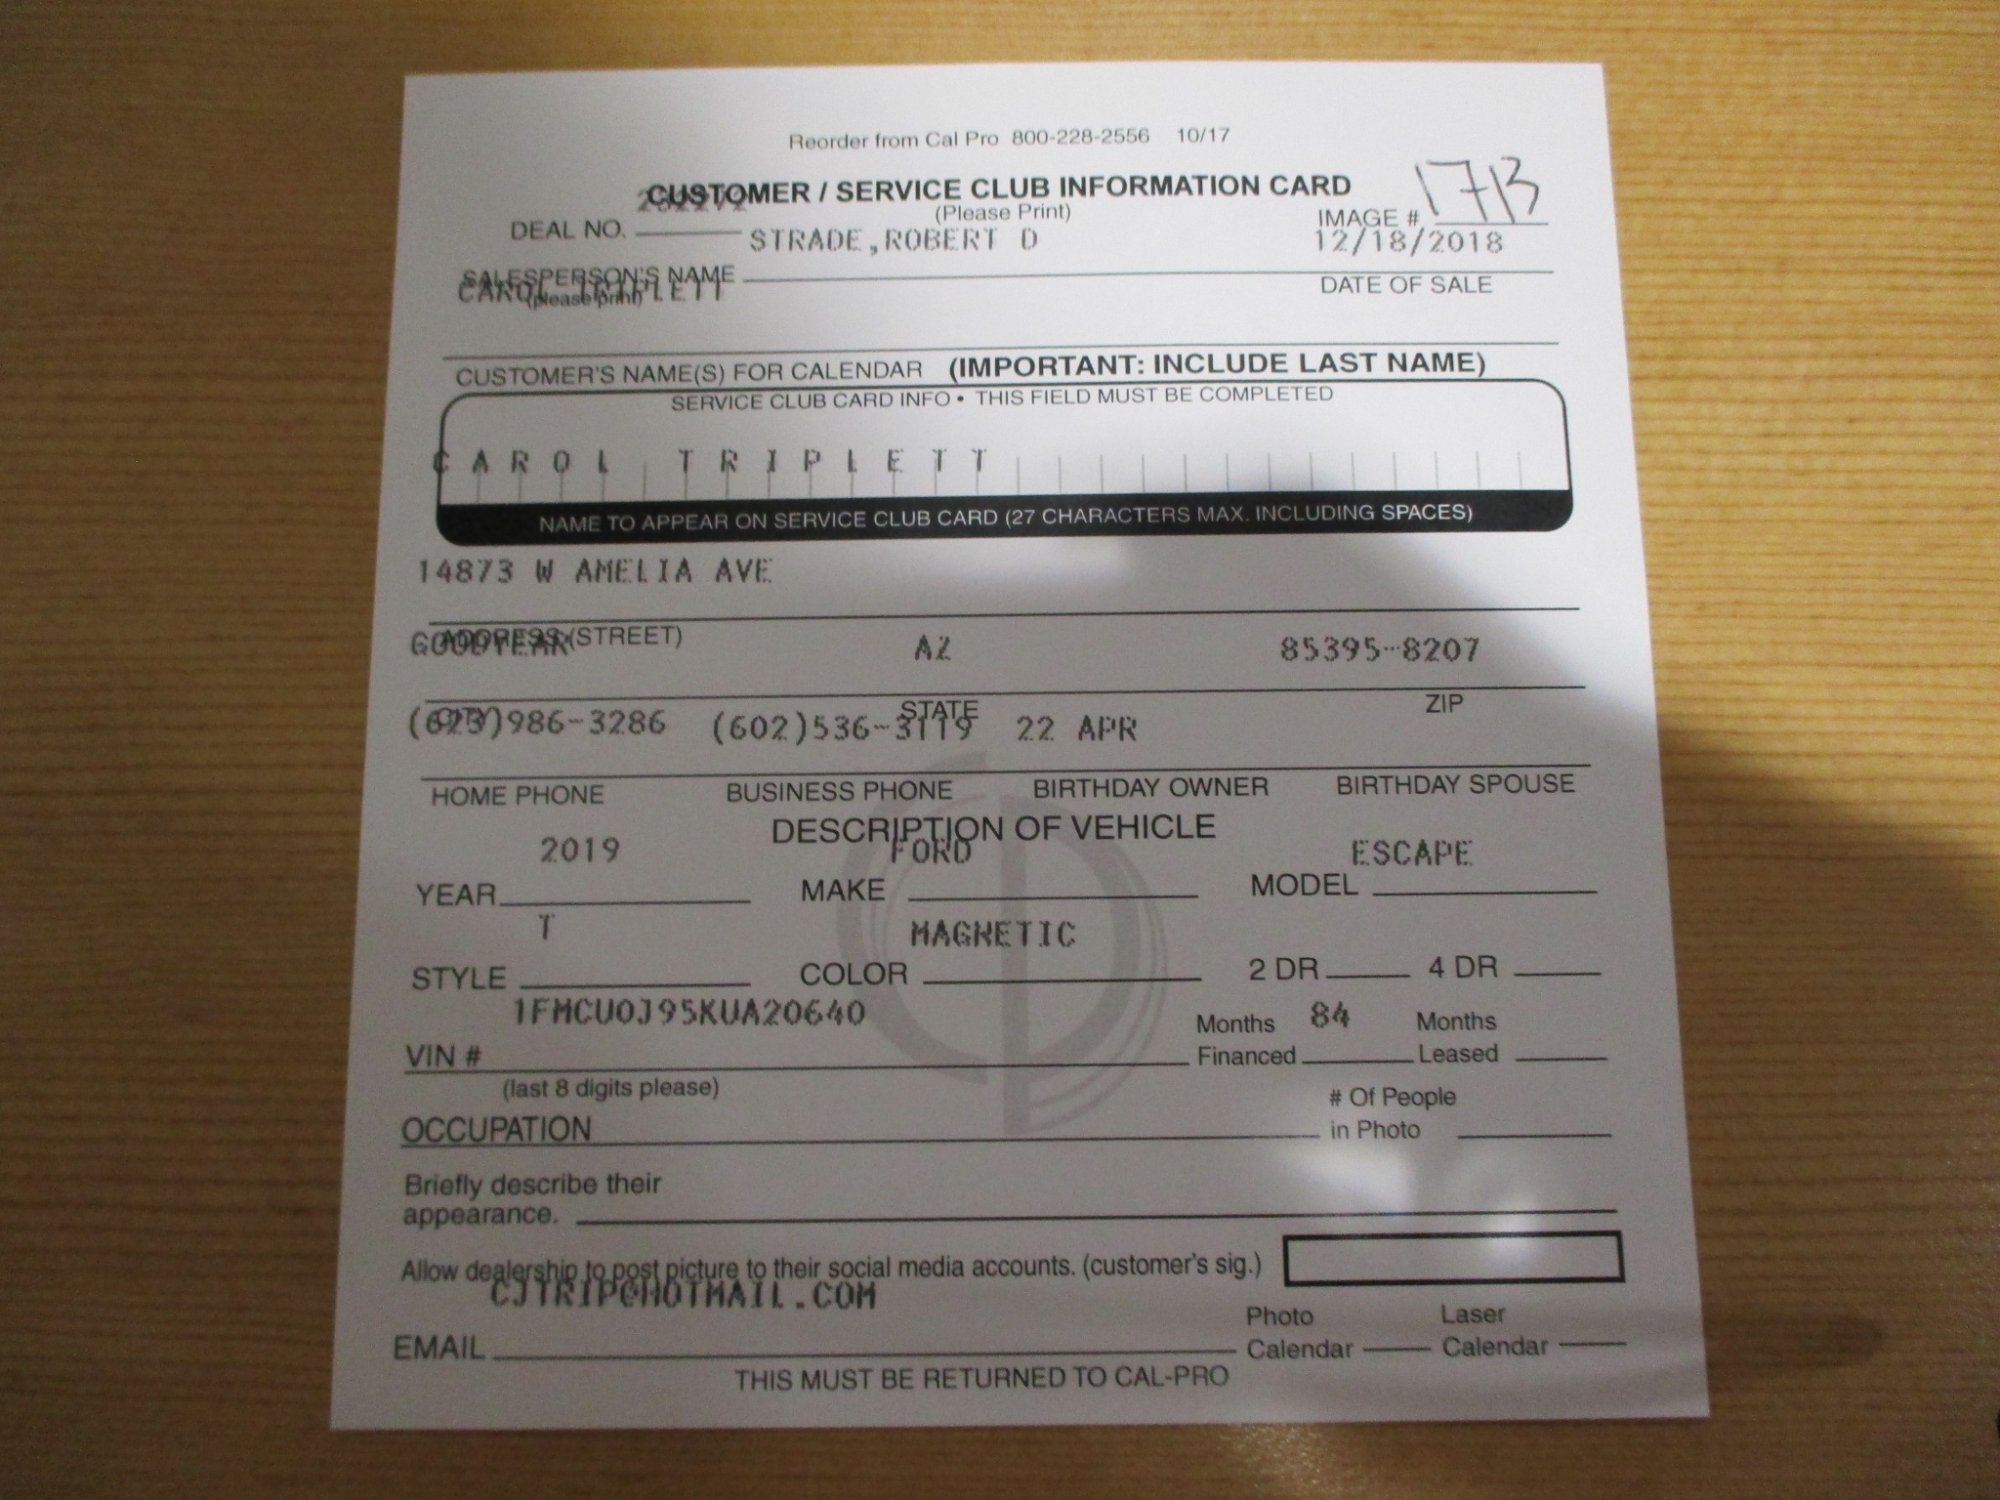 Reorder from Cal Pro 800-228-2556 10/17
CUSTOMER / SERVICE CLUB INFORMATION CARD
(Please Print)
DEAL NO.
IMAGE # 1713
STRADE,ROBERT D 12/18/2018
SALESPERSON'S NAME
(please print)
DATE OF SALE
CAROL TRIPLETT
CUSTOMER'S NAME(S) FOR CALENDAR (IMPORTANT: INCLUDE LAST NAME)
SERVICE CLUB CARD INFO • THIS FIELD MUST BE COMPLETED
CAROL TRIPLETT
NAME TO APPEAR ON SERVICE CLUB CARD (27 CHARACTERS MAX. INCLUDING SPACES)
14873 W AMELIA AVE
ADDRESS (STREET)
GOODYEAR AZ 85395-8207
CITY STATE ZIP
(623)986-3286 (602)536-3119 22 APR
HOME PHONE BUSINESS PHONE BIRTHDAY OWNER BIRTHDAY SPOUSE
DESCRIPTION OF VEHICLE
2019 FORD ESCAPE
YEAR MAKE MODEL
T MAGNETIC
STYLE COLOR 2 DR 4 DR
1FMCU0J95KUA20640
Months 84 Months
VIN # Financed Leased
(last 8 digits please)
# Of People
OCCUPATION in Photo
Briefly describe their
appearance.
Allow dealership to post picture to their social media accounts. (customer's sig.)
CJTRIP@HOTMAIL.COM
Photo Laser
EMAIL Calendar Calendar
THIS MUST BE RETURNED TO CAL-PRO